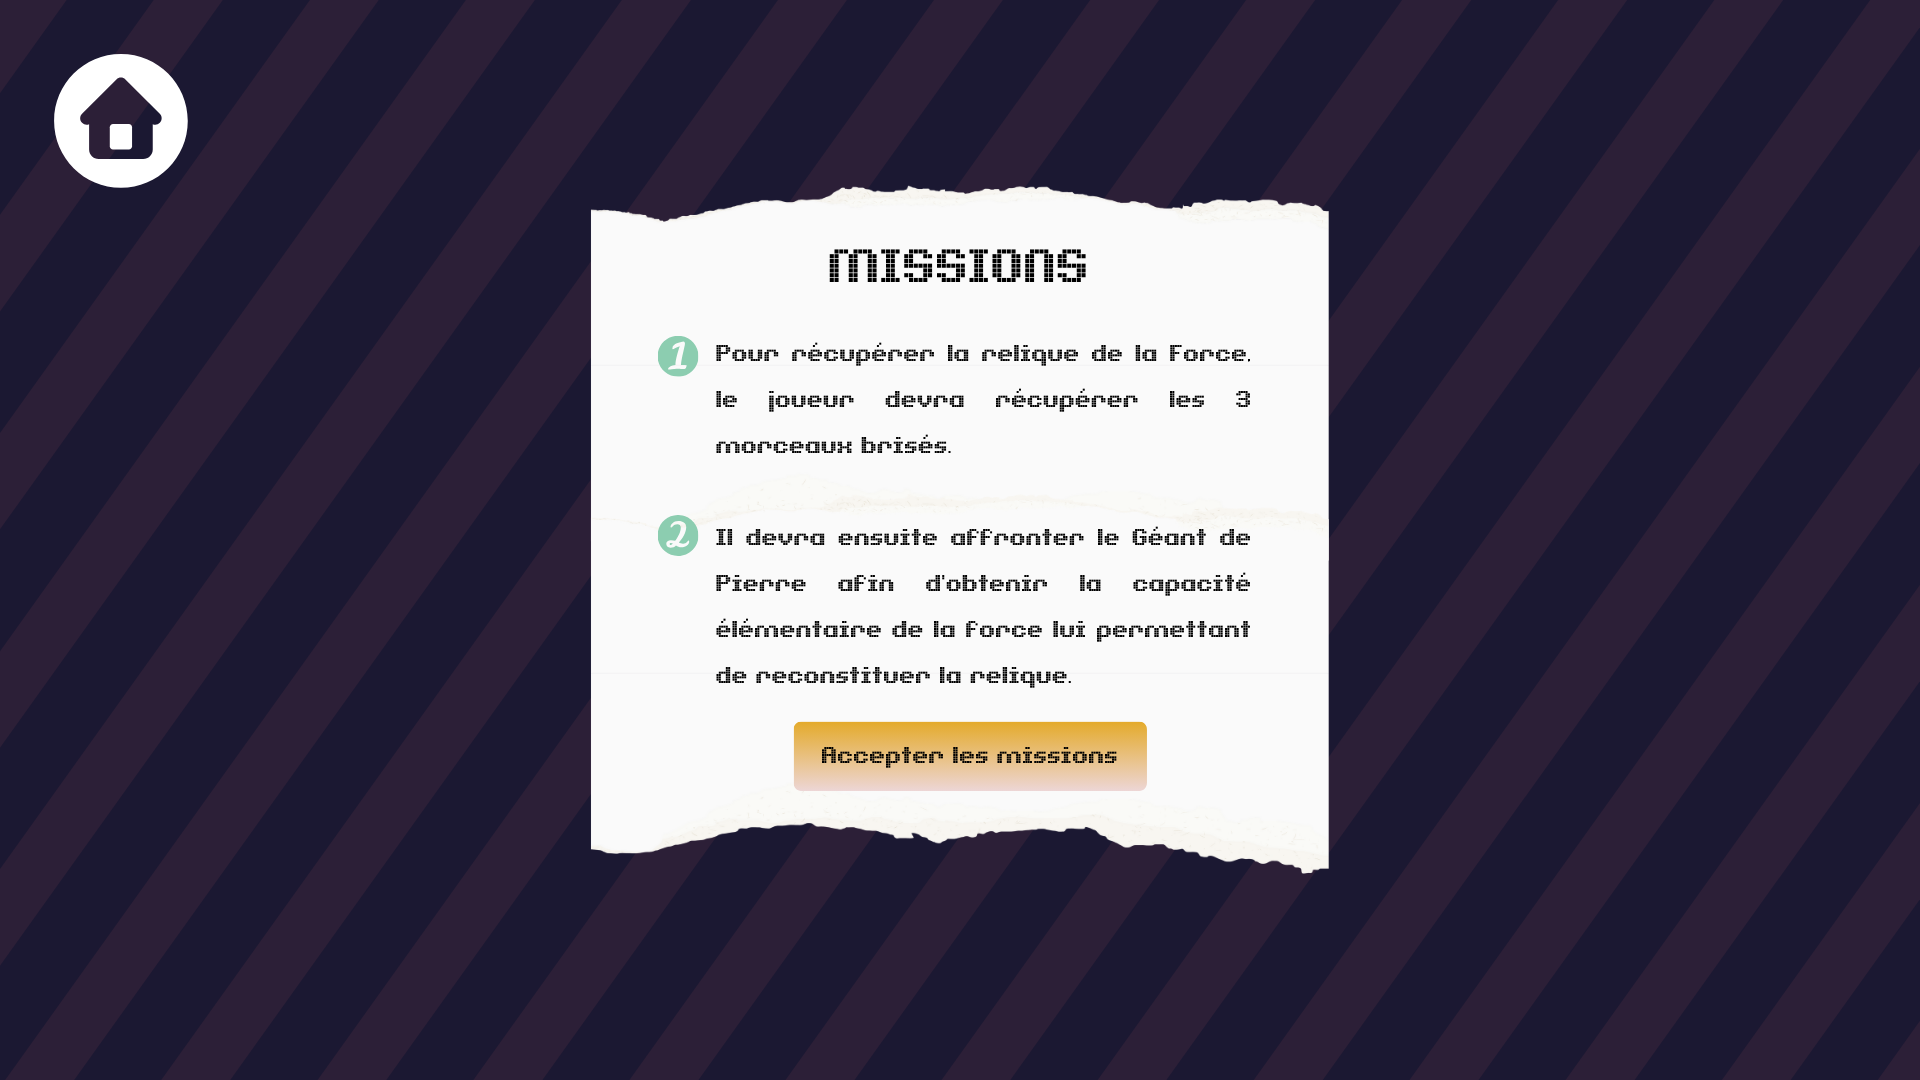 MISSIONS
1 Pour récupérer la relique de la Force,
le joueur devra récupérer les 3
morceaux brisés.
2 Il devra ensuite affronter le Géant de
Pierre afin d'obtenir la capacité
élémentaire de la force lui permettant
de reconstituer la relique.
Accepter les missions